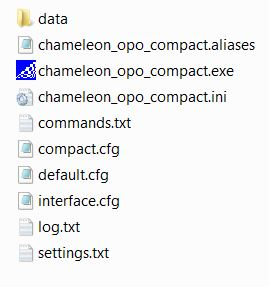 data
chameleon_opo_compact.aliases
chameleon_opo_compact.exe
chameleon_opo_compact.ini
commands.txt
compact.cfg
default.cfg
interface.cfg
log.txt
settings.txt